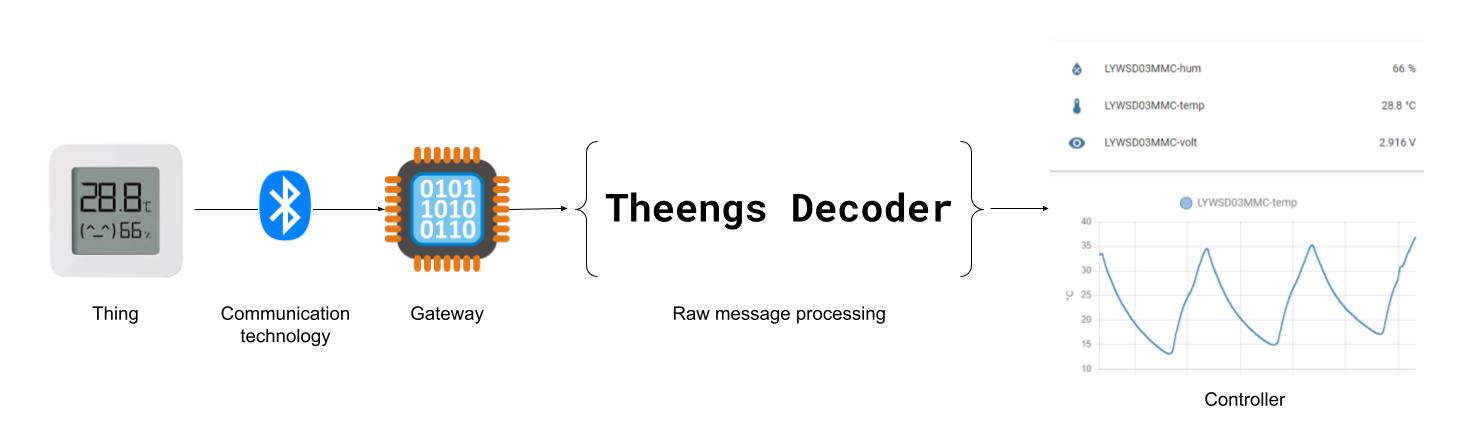 28.8°C
(^_^) 66 %
Thing
Communication
technology
0101
1010
0110
Gateway
Theengs Decoder
Raw message processing
LYWSD03MMC-hum 66 %
LYWSD03MMC-temp 28.8 °C
LYWSD03MMC-volt 2.916 V
LYWSD03MMC-temp
°C
40
35
30
25
20
15
10
Controller